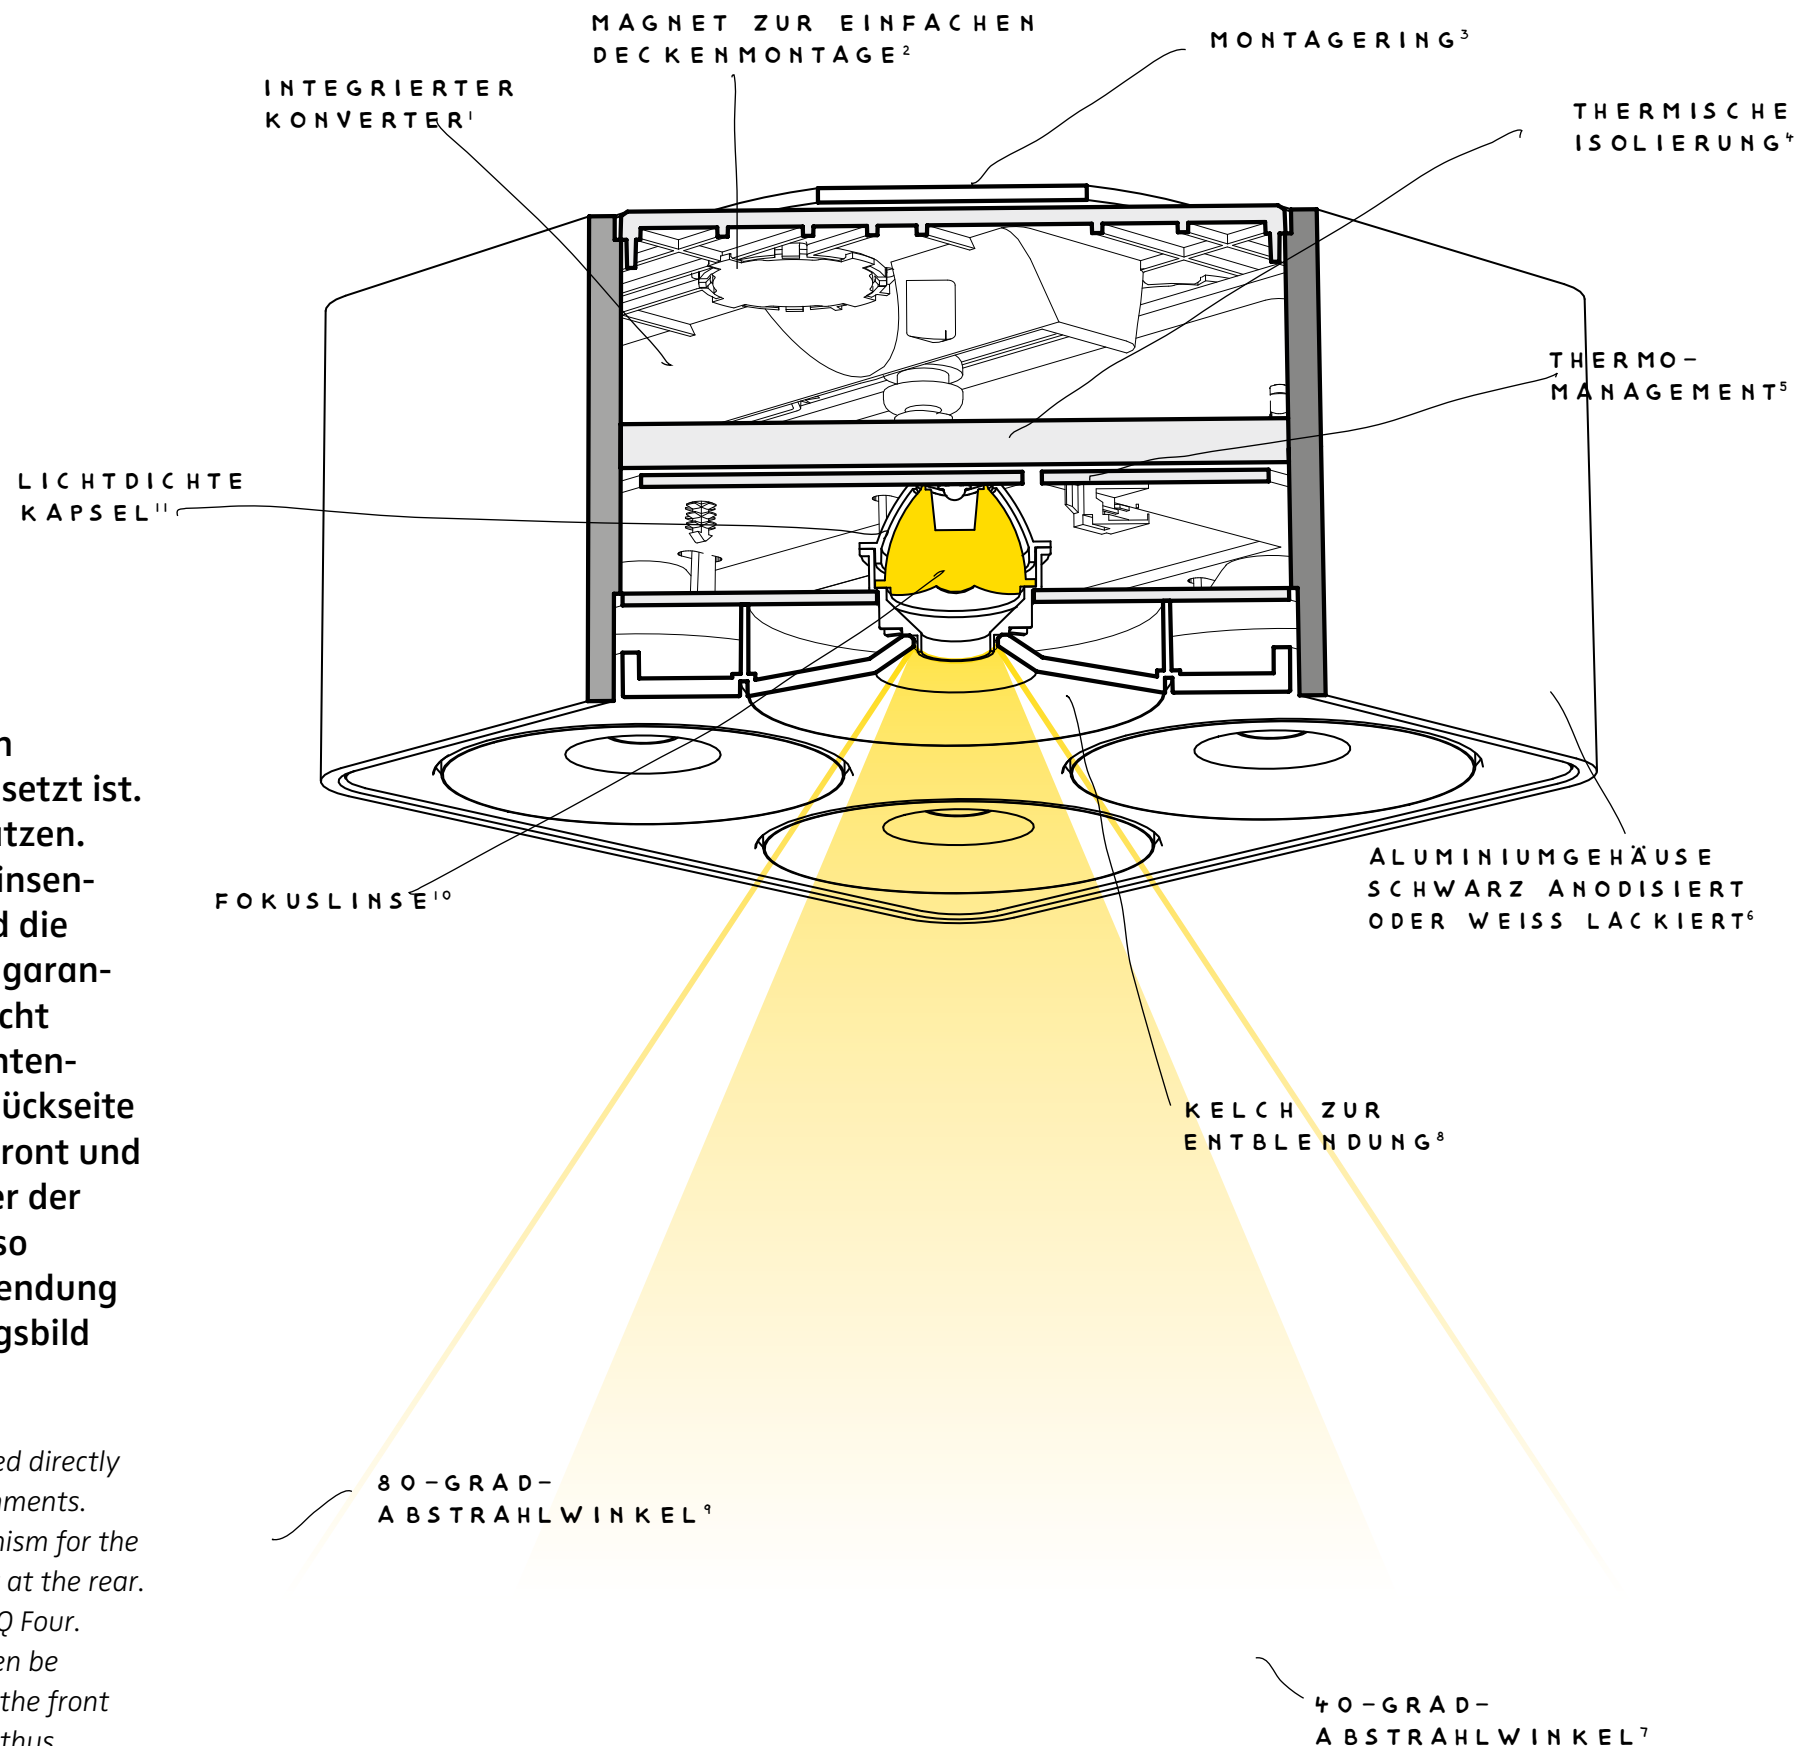 MAGNET ZUR EINFACHEN
DECKENMONTAGE²
MONTAGERING³
INTEGRIERTER
KONVERTER¹
THERMISCHE
ISOLIERUNG⁴
THERMO-
MANAGEMENT⁵
LICHTDICHTE
KAPSEL¹¹
FOKUSLINSE¹⁰
ALUMINIUMGEHÄUSE
SCHWARZ ANODISIERT
ODER WEISS LACKIERT⁶
KELCH ZUR
ENTBLENDUNG⁸
80-GRAD-
ABSTRAHLWINKEL⁹
40-GRAD-
ABSTRAHLWINKEL⁷
n
setzt ist.
tzen.
insen-
d die
garan-
cht
nten-
ückseite
ront und
er der
so
endung
gsbild
ed directly
nments.
nism for the
at the rear.
Q Four.
en be
the front
thus